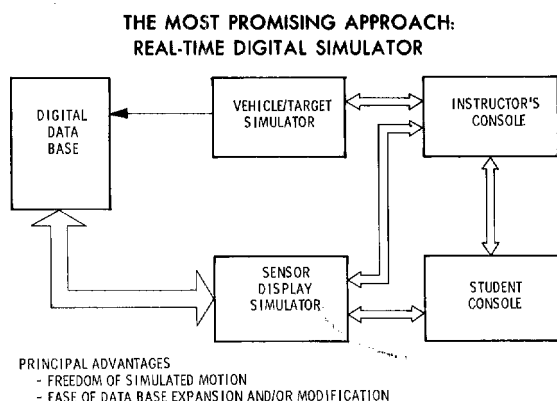 THE MOST PROMISING APPROACH:
REAL-TIME DIGITAL SIMULATOR
DIGITAL
DATA
BASE
VEHICLE/TARGET
SIMULATOR
INSTRUCTOR'S
CONSOLE
SENSOR
DISPLAY
SIMULATOR
STUDENT
CONSOLE
PRINCIPAL ADVANTAGES
- FREEDOM OF SIMULATED MOTION
- EASE OF DATA BASE EXPANSION AND/OR MODIFICATION